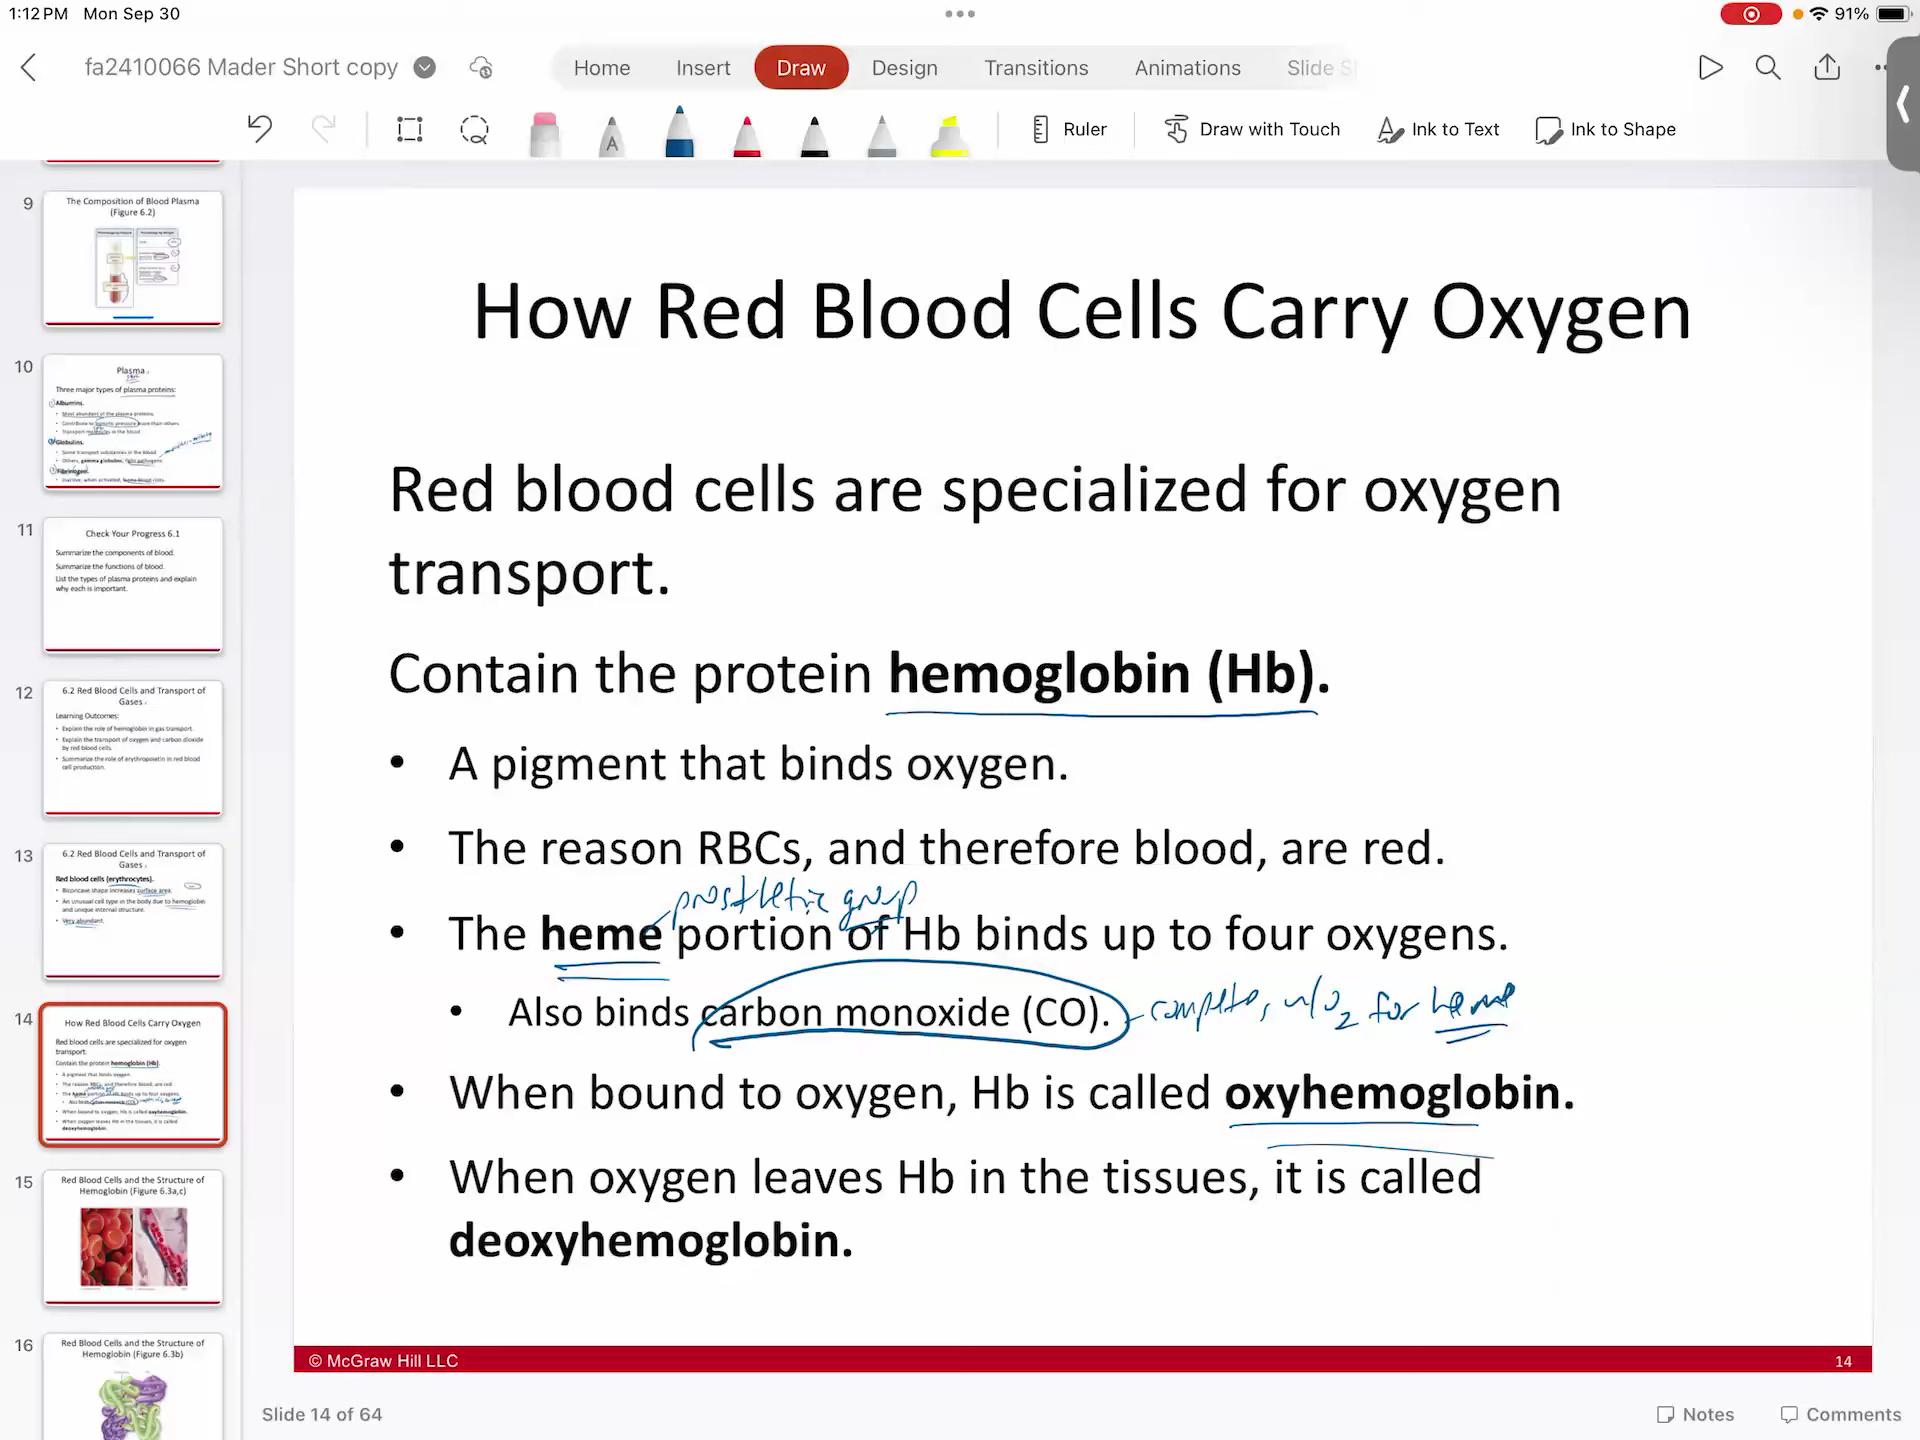 1:12 PM Mon Sep 30
91%
fa2410066 Mader Short copy
Home Insert Draw Design Transitions Animations Slide S
A
Ruler Draw with Touch Ink to Text Ink to Shape
9
The Composition of Blood Plasma
(Figure 6.2)
10
Plasma
Three major types of plasma proteins:
Albumins.
• Most abundant of the plasma proteins
• Contribute to osmotic pressure more than others
• Transport molecules in the blood
Globulins.
• Some transport substances in the blood
• Others, gamma globulins, fight pathogens
Fibrinogen.
• Inactive; when activated, forms blood clots
11
Check Your Progress 6.1
Summarize the components of blood.
Summarize the functions of blood.
List the types of plasma proteins and explain
why each is important.
12
6.2 Red Blood Cells and Transport of
Gases
Learning Outcomes:
• Explain the role of hemoglobin in gas transport.
• Explain the transport of oxygen and carbon dioxide
by red blood cells.
• Summarize the role of erythropoietin in red blood
cell production.
13
6.2 Red Blood Cells and Transport of
Gases
Red blood cells (erythrocytes).
• Biconcave shape increases surface area.
• An unusual cell type in the body due to hemoglobin
and unique internal structure.
• Very abundant.
14
How Red Blood Cells Carry Oxygen
Red blood cells are specialized for oxygen
transport.
Contain the protein hemoglobin (Hb).
• A pigment that binds oxygen.
• The reason RBCs, and therefore blood, are red.
• The heme portion of Hb binds up to four oxygens.
• Also binds carbon monoxide (CO).
• When bound to oxygen, Hb is called oxyhemoglobin.
• When oxygen leaves Hb in the tissues, it is called
deoxyhemoglobin.
15
Red Blood Cells and the Structure of
Hemoglobin (Figure 6.3a,c)
16
Red Blood Cells and the Structure of
Hemoglobin (Figure 6.3b)
How Red Blood Cells Carry Oxygen
Red blood cells are specialized for oxygen
transport.
Contain the protein hemoglobin (Hb).
• A pigment that binds oxygen.
• The reason RBCs, and therefore blood, are red.
prosthetic group
• The heme portion of Hb binds up to four oxygens.
• Also binds carbon monoxide (CO). - competes w/O2 for heme
• When bound to oxygen, Hb is called oxyhemoglobin.
• When oxygen leaves Hb in the tissues, it is called
deoxyhemoglobin.
© McGraw Hill LLC
14
Slide 14 of 64
Notes Comments